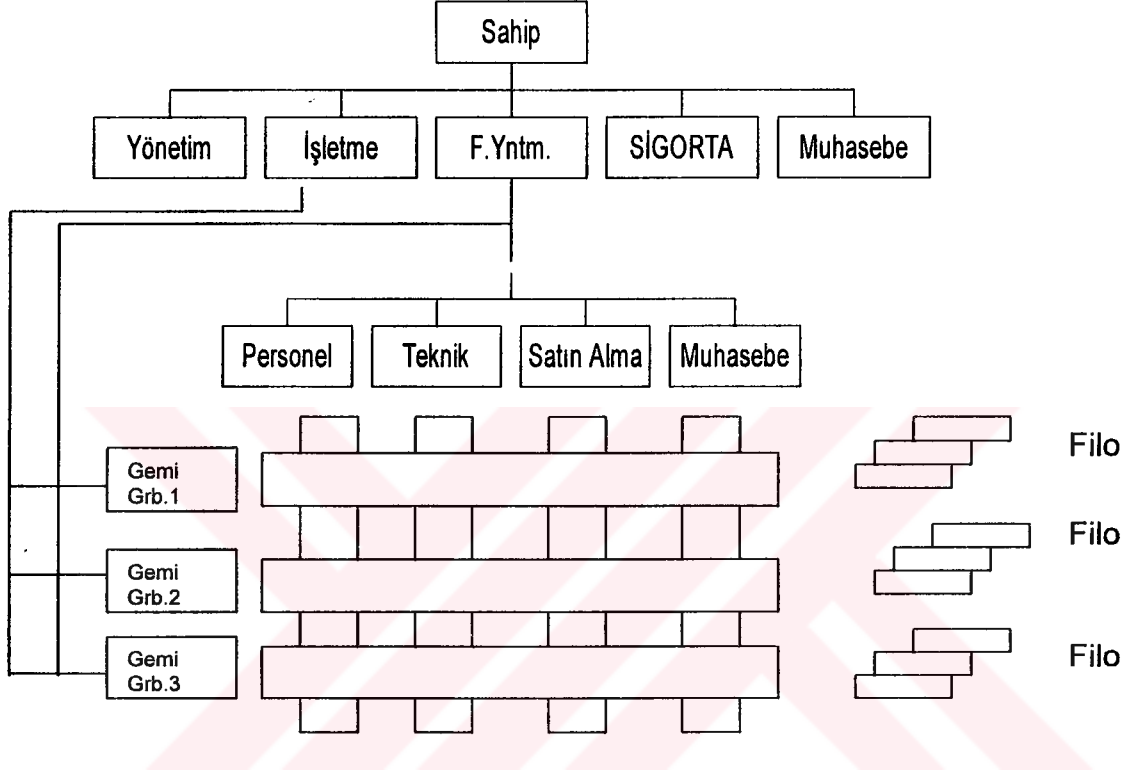 Sahip
Yönetim
İşletme
F.Yntm.
SİGORTA
Muhasebe
Personel
Teknik
Satın Alma
Muhasebe
Gemi
Grb.1
Filo
Gemi
Grb.2
Filo
Gemi
Grb.3
Filo